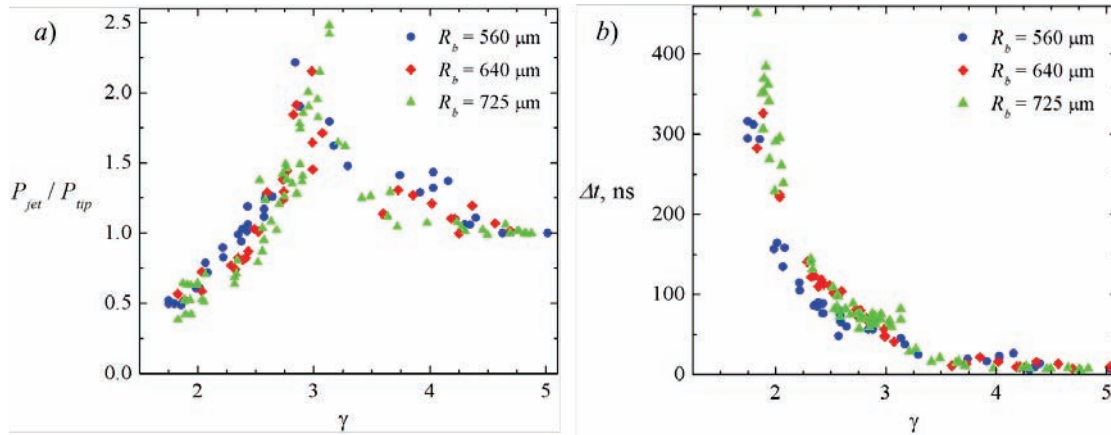 a)
2.5
2.0
1.5
1.0
0.5
0.0
P_jet / P_tip
R_b = 560 μm
R_b = 640 μm
R_b = 725 μm
2 3 4 5
γ
b)
400
300
200
100
0
Δt, ns
R_b = 560 μm
R_b = 640 μm
R_b = 725 μm
2 3 4 5
γ